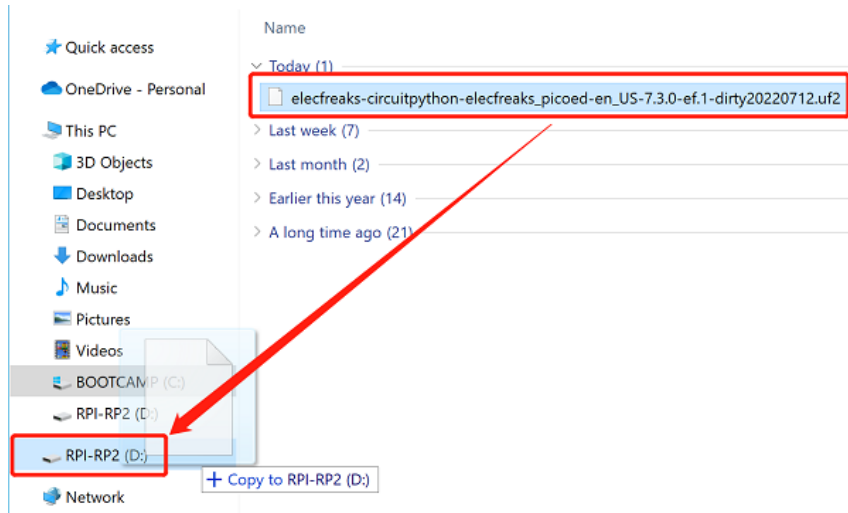 Name
Quick access
Today (1)
OneDrive - Personal
elecfreaks-circuitpython-elecfreaks_picoed-en_US-7.3.0-ef.1-dirty20220712.uf2
This PC
Last week (7)
3D Objects
Last month (2)
Desktop
Earlier this year (14)
Documents
A long time ago (21)
Downloads
Music
Pictures
Videos
BOOTCAMP (C:)
RPI-RP2 (D:)
RPI-RP2 (D:)
+ Copy to RPI-RP2 (D:)
Network